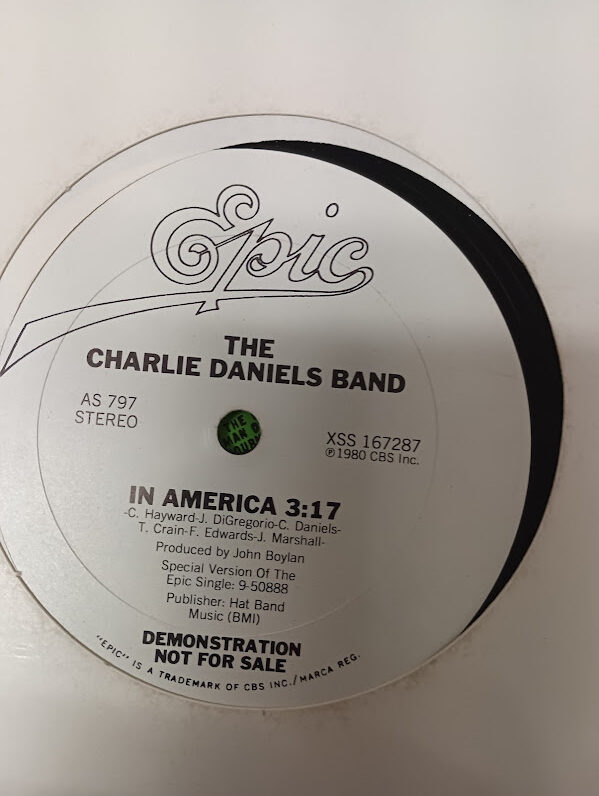 Epic
THE
CHARLIE DANIELS BAND
AS 797
STEREO
THE
MAN
XSS 167287
℗1980 CBS Inc.
IN AMERICA 3:17
-C. Hayward-J. DiGregorio-C. Daniels-
T. Crain-F. Edwards-J. Marshall-
Produced by John Boylan
Special Version Of The
Epic Single: 9-50888
Publisher: Hat Band
Music (BMI)
DEMONSTRATION
NOT FOR SALE
"EPIC" IS A TRADEMARK OF CBS INC./MARCA REG.